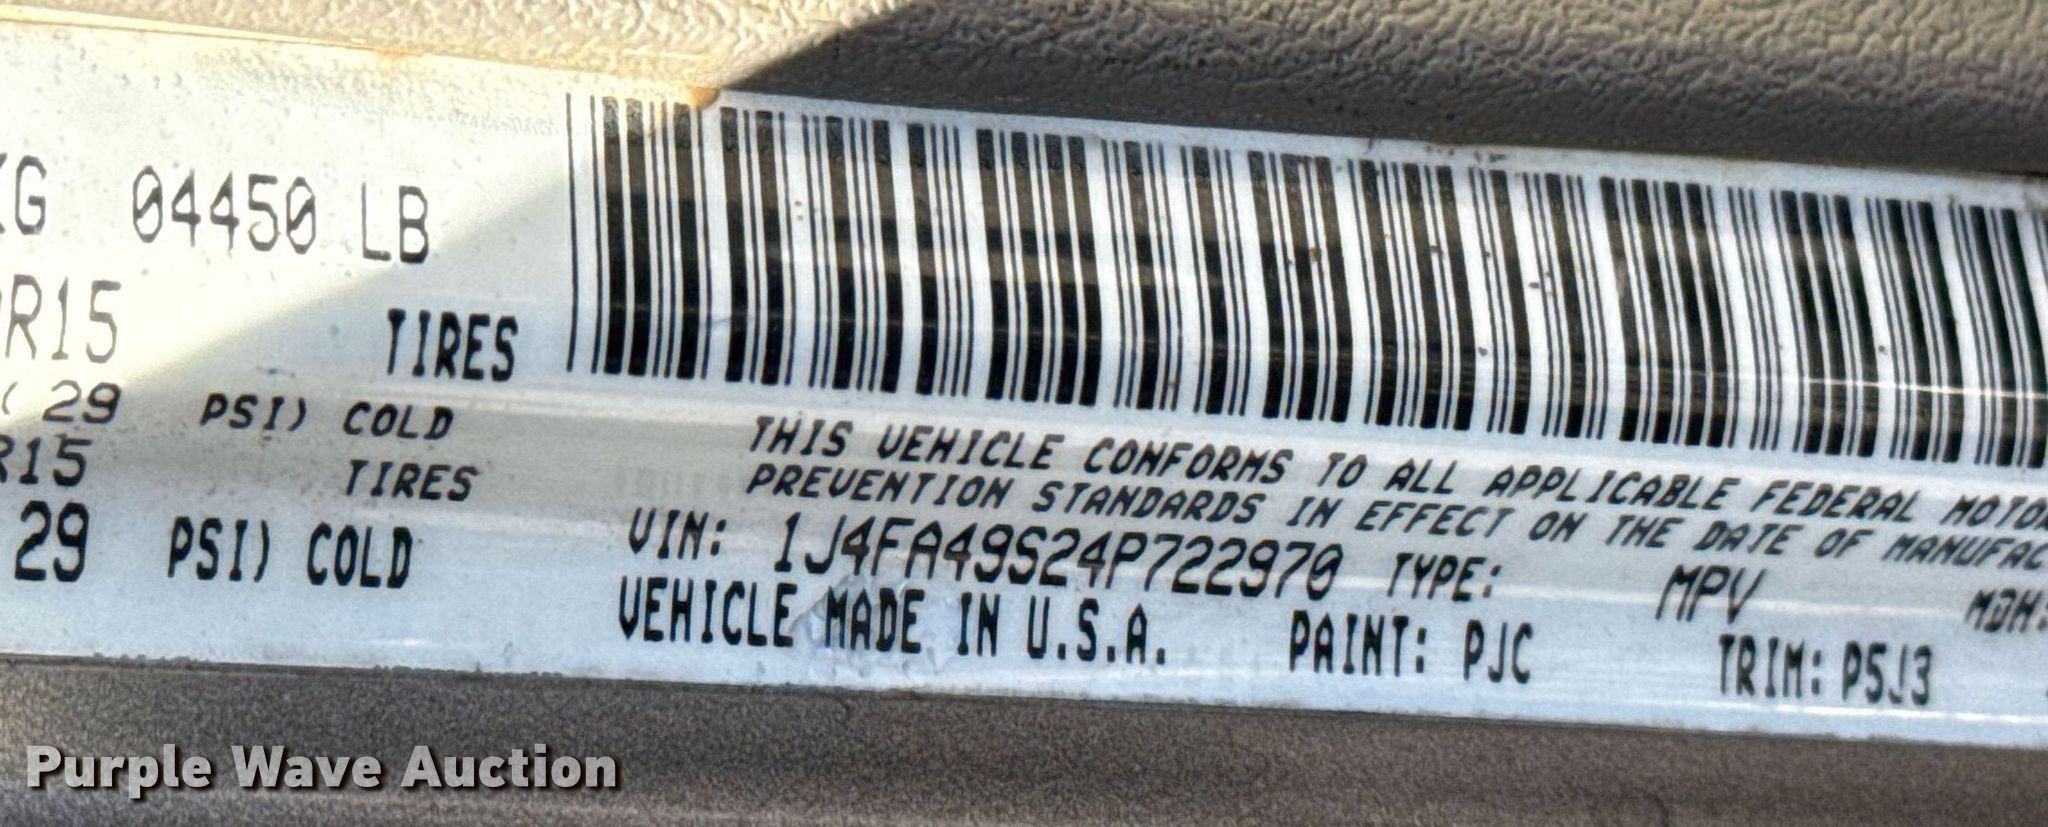 KG 04450 LB
R15 TIRES
29 PSI) COLD
R15 TIRES
29 PSI) COLD
THIS VEHICLE CONFORMS TO ALL APPLICABLE FEDERAL MOTOR
PREVENTION STANDARDS IN EFFECT ON THE DATE OF MANUFAC
VIN: 1J4FA49S24P722970 TYPE: MPV MDH:
VEHICLE MADE IN U.S.A. PAINT: PJC TRIM: P5J3
Purple Wave Auction